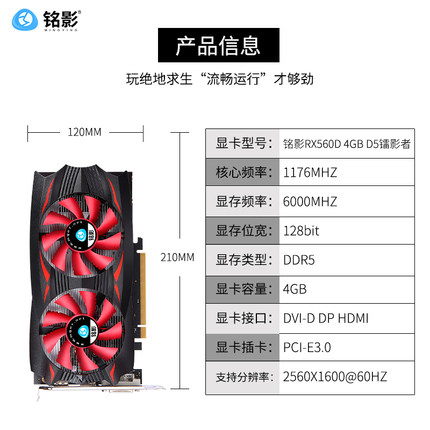 铭影
MINGYING
产品信息
玩绝地求生“流畅运行”才够劲
120MM
210MM
显卡型号： 铭影RX560D 4GB D5镭影者
核心频率： 1176MHZ
显存频率： 6000MHZ
显存位宽： 128bit
显存类型： DDR5
显卡容量： 4GB
显卡接口： DVI-D DP HDMI
显卡插卡： PCI-E3.0
支持分辨率： 2560X1600@60HZ